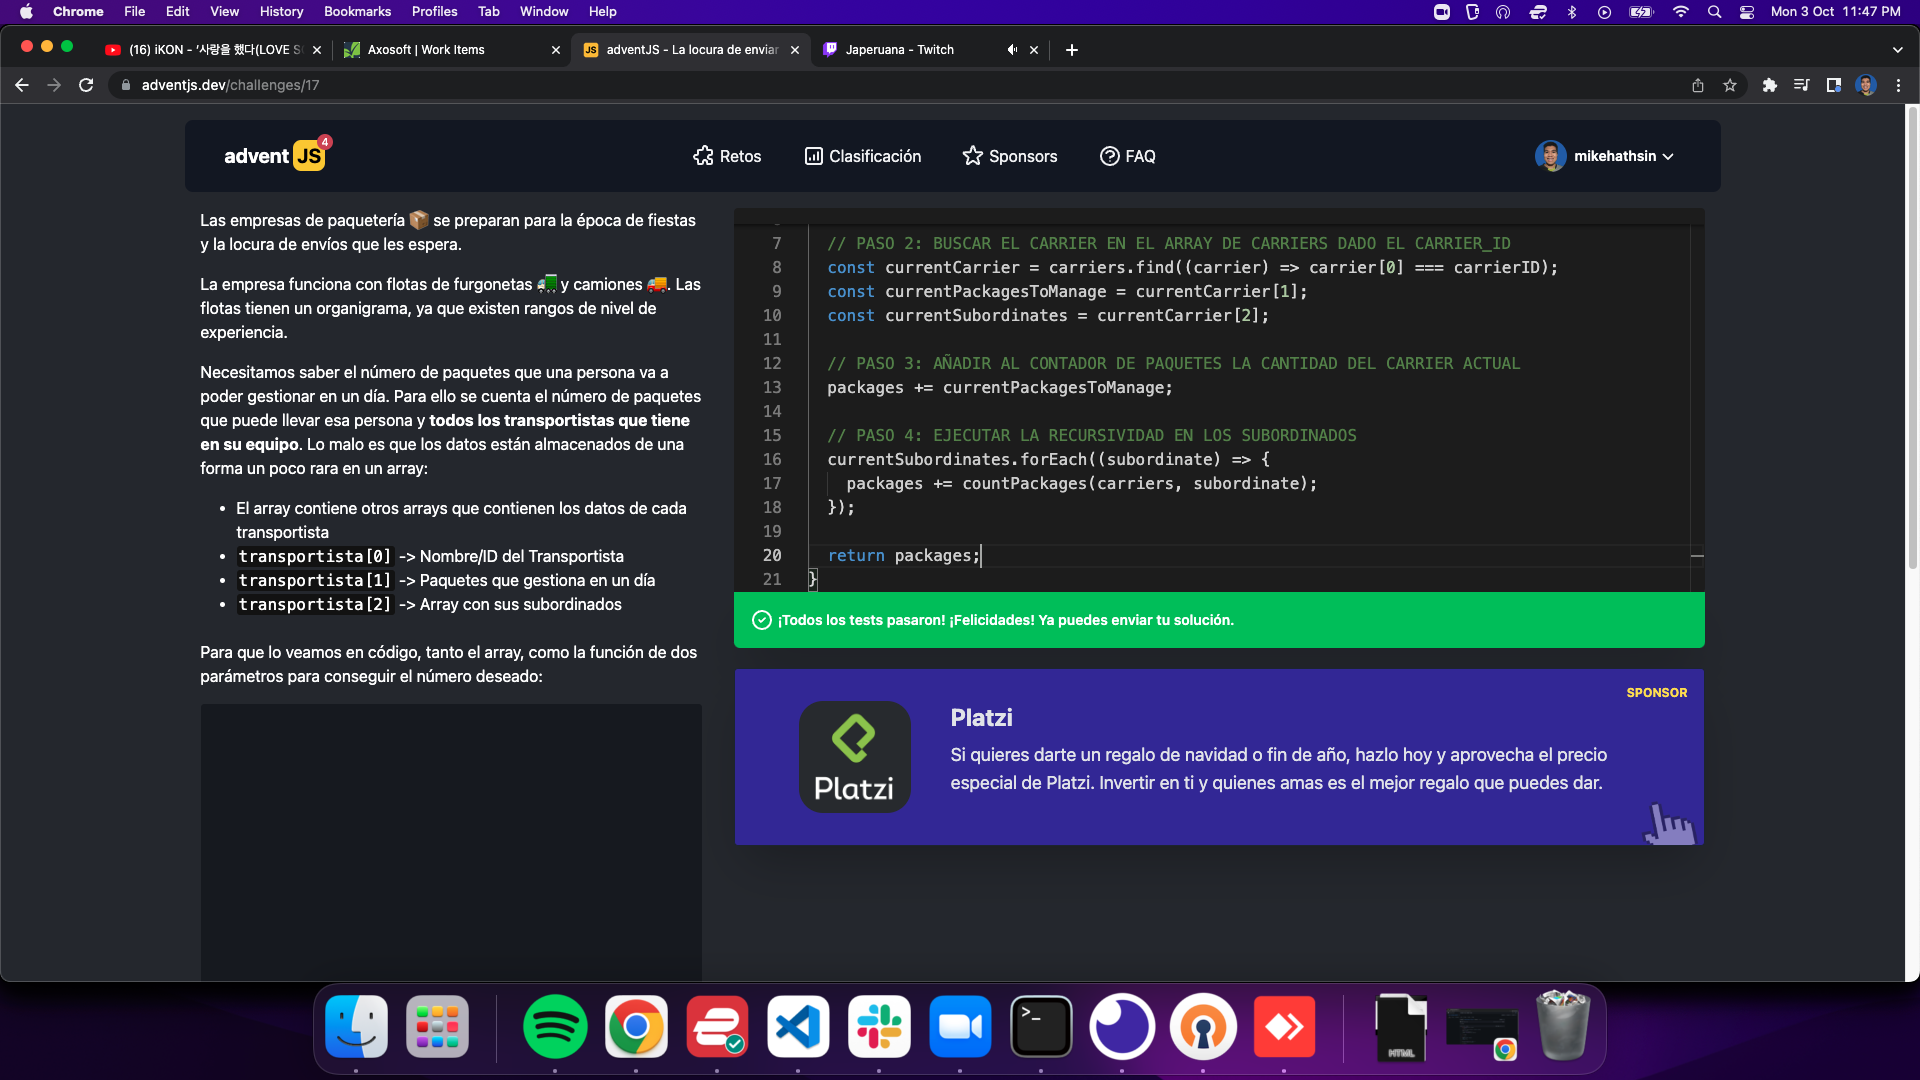 Chrome File Edit View History Bookmarks Profiles Tab Window Help Mon 3 Oct 11:47 PM
(16) iKON - '사랑을 했다(LOVE S
Axosoft | Work Items
JS adventJS - La locura de enviar
Japeruana - Twitch
adventjs.dev/challenges/17
advent JS 4
Retos Clasificación Sponsors FAQ
mikehathsin
Las empresas de paquetería 📦 se preparan para la época de fiestas
y la locura de envíos que les espera.
La empresa funciona con flotas de furgonetas 🚛 y camiones 🚚. Las
flotas tienen un organigrama, ya que existen rangos de nivel de
experiencia.
Necesitamos saber el número de paquetes que una persona va a
poder gestionar en un día. Para ello se cuenta el número de paquetes
que puede llevar esa persona y todos los transportistas que tiene
en su equipo. Lo malo es que los datos están almacenados de una
forma un poco rara en un array:
• El array contiene otros arrays que contienen los datos de cada
transportista
• transportista[0] -> Nombre/ID del Transportista
• transportista[1] -> Paquetes que gestiona en un día
• transportista[2] -> Array con sus subordinados
Para que lo veamos en código, tanto el array, como la función de dos
parámetros para conseguir el número deseado:
7 // PASO 2: BUSCAR EL CARRIER EN EL ARRAY DE CARRIERS DADO EL CARRIER_ID
8 const currentCarrier = carriers.find((carrier) => carrier[0] === carrierID);
9 const currentPackagesToManage = currentCarrier[1];
10 const currentSubordinates = currentCarrier[2];
11
12 // PASO 3: AÑADIR AL CONTADOR DE PAQUETES LA CANTIDAD DEL CARRIER ACTUAL
13 packages += currentPackagesToManage;
14
15 // PASO 4: EJECUTAR LA RECURSIVIDAD EN LOS SUBORDINADOS
16 currentSubordinates.forEach((subordinate) => {
17 packages += countPackages(carriers, subordinate);
18 });
19
20 return packages;
21 }
¡Todos los tests pasaron! ¡Felicidades! Ya puedes enviar tu solución.
SPONSOR
Platzi
Platzi
Si quieres darte un regalo de navidad o fin de año, hazlo hoy y aprovecha el precio
especial de Platzi. Invertir en ti y quienes amas es el mejor regalo que puedes dar.
>_
HTML